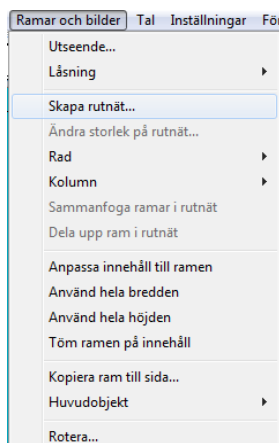 Ramar och bilder Tal Inställningar
Utseende...
Låsning
Skapa rutnät...
Ändra storlek på rutnät...
Rad
Kolumn
Sammanfoga ramar i rutnät
Dela upp ram i rutnät
Anpassa innehåll till ramen
Använd hela bredden
Använd hela höjden
Töm ramen på innehåll
Kopiera ram till sida...
Huvudobjekt
Rotera...